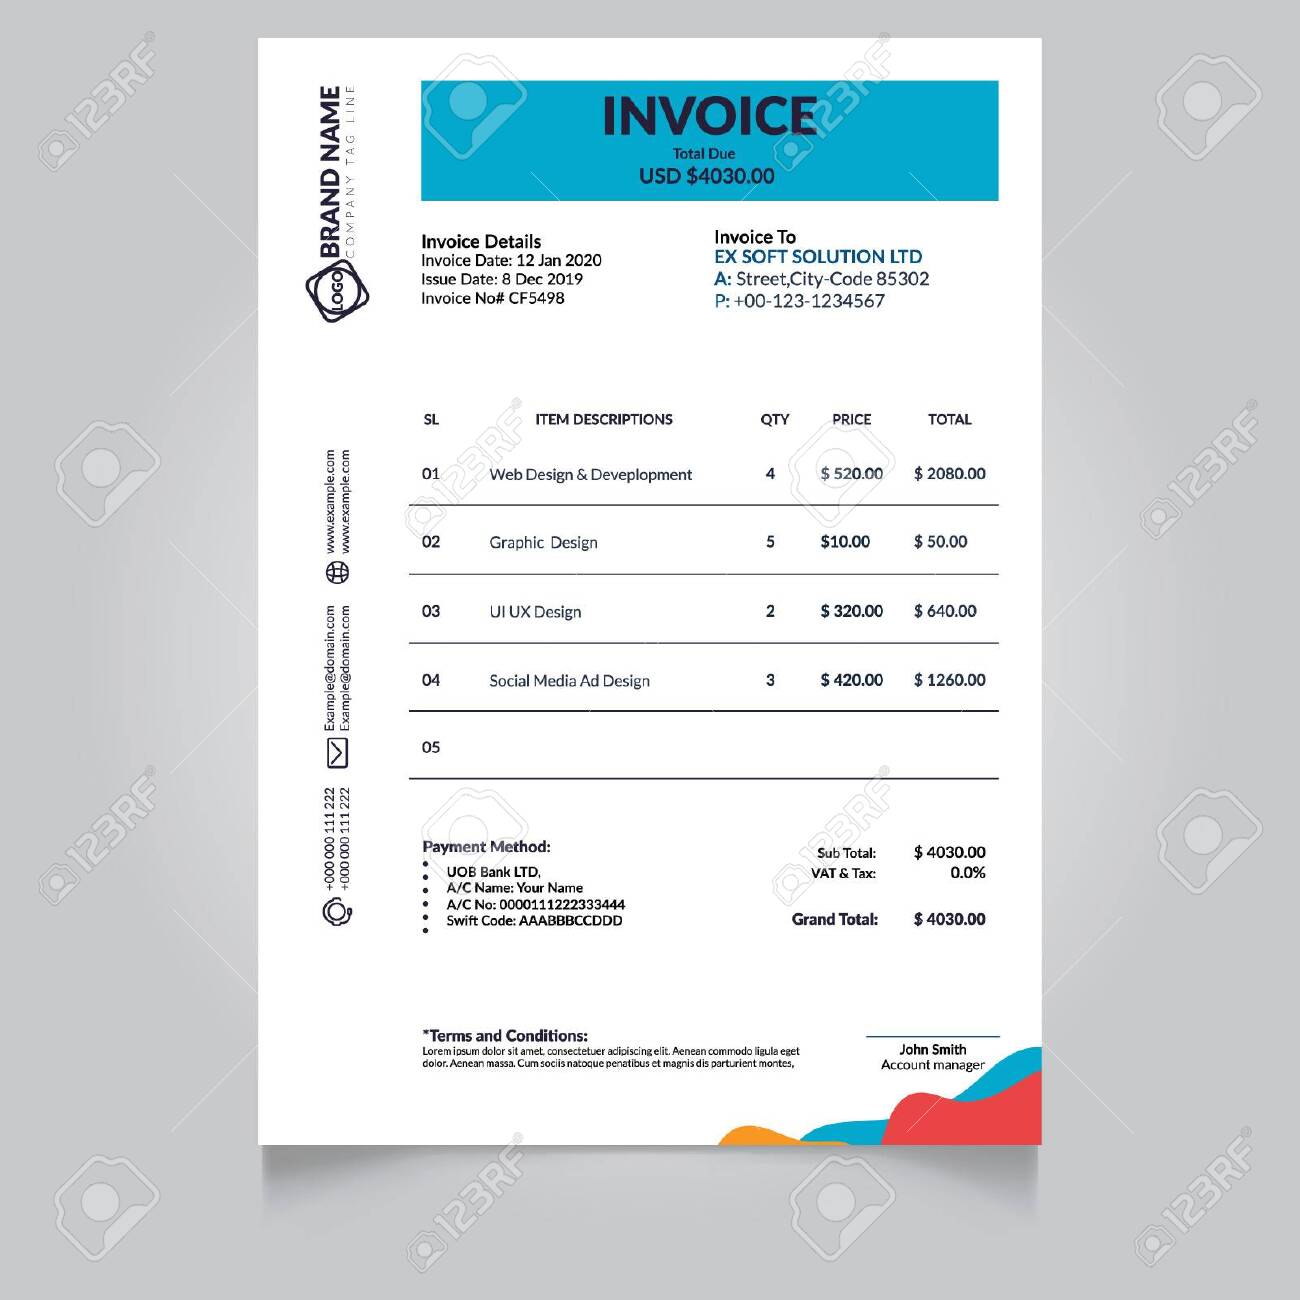 BRAND NAME
COMPANY TAG LINE
LOGO
INVOICE
Total Due
USD $4030.00
Invoice Details
Invoice Date: 12 Jan 2020
Issue Date: 8 Dec 2019
Invoice No# CF5498
Invoice To
EX SOFT SOLUTION LTD
A: Street,City-Code 85302
P: +00-123-1234567
SL ITEM DESCRIPTIONS QTY PRICE TOTAL
01 Web Design & Deveplopment 4 $ 520.00 $ 2080.00
02 Graphic Design 5 $10.00 $ 50.00
03 UI UX Design 2 $ 320.00 $ 640.00
04 Social Media Ad Design 3 $ 420.00 $ 1260.00
05
www.example.com
www.example.com
Example@domain.com
Example@domain.com
+000 000 111 222
+000 000 111 222
Payment Method:
UOB Bank LTD,
A/C Name: Your Name
A/C No: 0000111222333444
Swift Code: AAABBBCCDDD
Sub Total: $ 4030.00
VAT & Tax: 0.0%
Grand Total: $ 4030.00
*Terms and Conditions:
Lorem ipsum dolor sit amet, consectetuer adipiscing elit. Aenean commodo ligula eget
dolor. Aenean massa. Cum sociis natoque penatibus et magnis dis parturient montes,
John Smith
Account manager
123RF
123RF
123RF
123RF
123RF
123RF
123RF
123RF
123RF